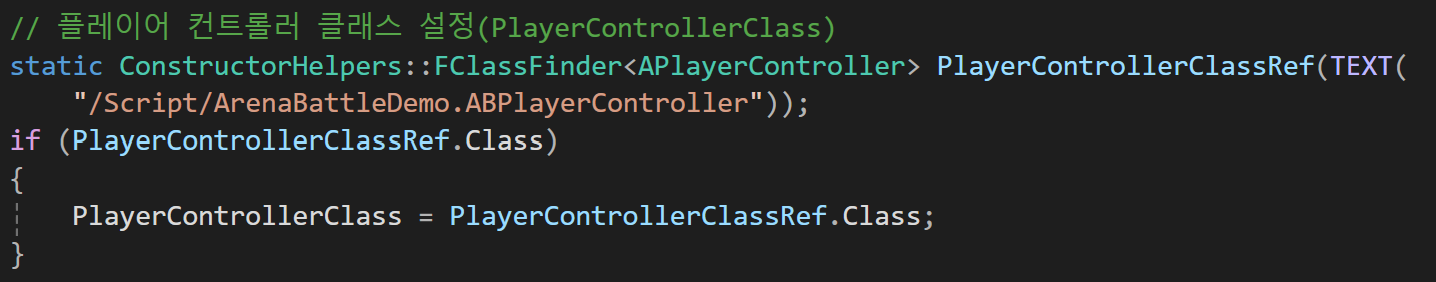 // 플레이어 컨트롤러 클래스 설정(PlayerControllerClass)
static ConstructorHelpers::FClassFinder<APlayerController> PlayerControllerClassRef(TEXT(
"/Script/ArenaBattleDemo.ABPlayerController"));
if (PlayerControllerClassRef.Class)
{
PlayerControllerClass = PlayerControllerClassRef.Class;
}